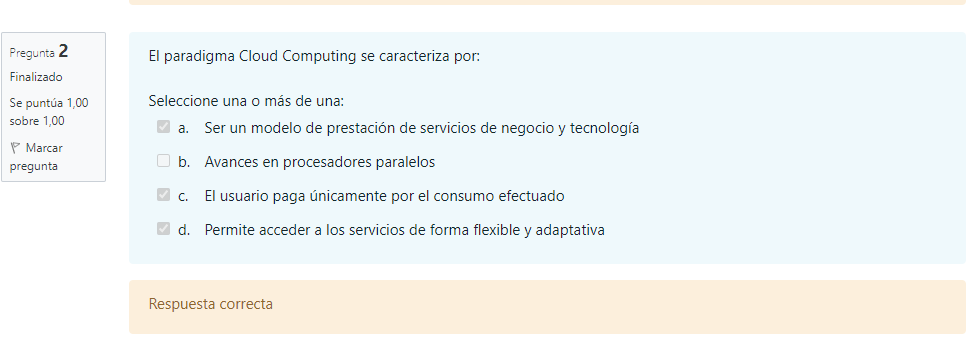 Pregunta 2
Finalizado
Se puntúa 1,00
sobre 1,00
Marcar
pregunta
El paradigma Cloud Computing se caracteriza por:
Seleccione una o más de una:
a. Ser un modelo de prestación de servicios de negocio y tecnología
b. Avances en procesadores paralelos
c. El usuario paga únicamente por el consumo efectuado
d. Permite acceder a los servicios de forma flexible y adaptativa
Respuesta correcta